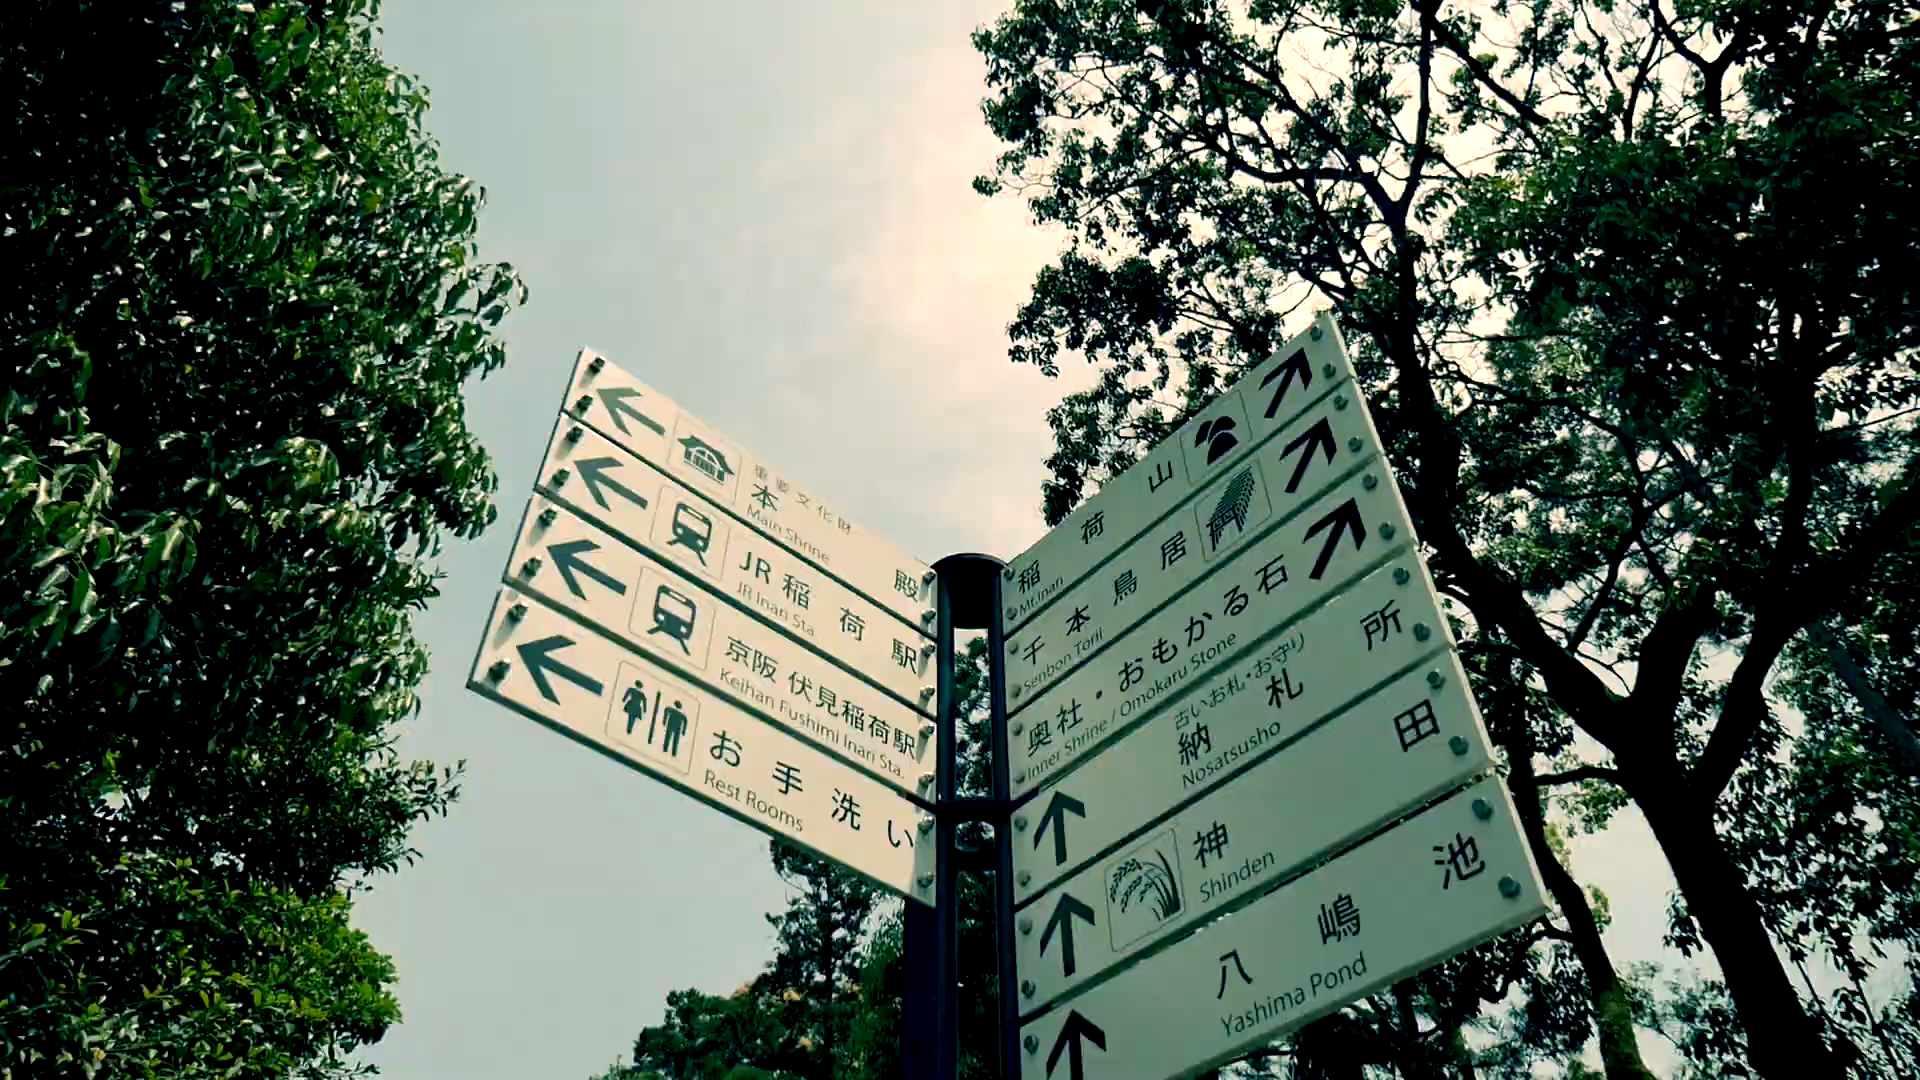 重要文化財
本殿
Main Shrine
JR稲荷駅
JR Inari Sta.
京阪 伏見稲荷駅
Keihan Fushimi Inari Sta.
お手洗い
Rest Rooms
稲荷山
Mt.Inari
千本鳥居
Senbon Torii
奥社・おもかる石
Inner Shrine / Omokaru Stone
古いお札・お守り
納札所
Nosatsusho
神田
Shinden
八嶋池
Yashima Pond